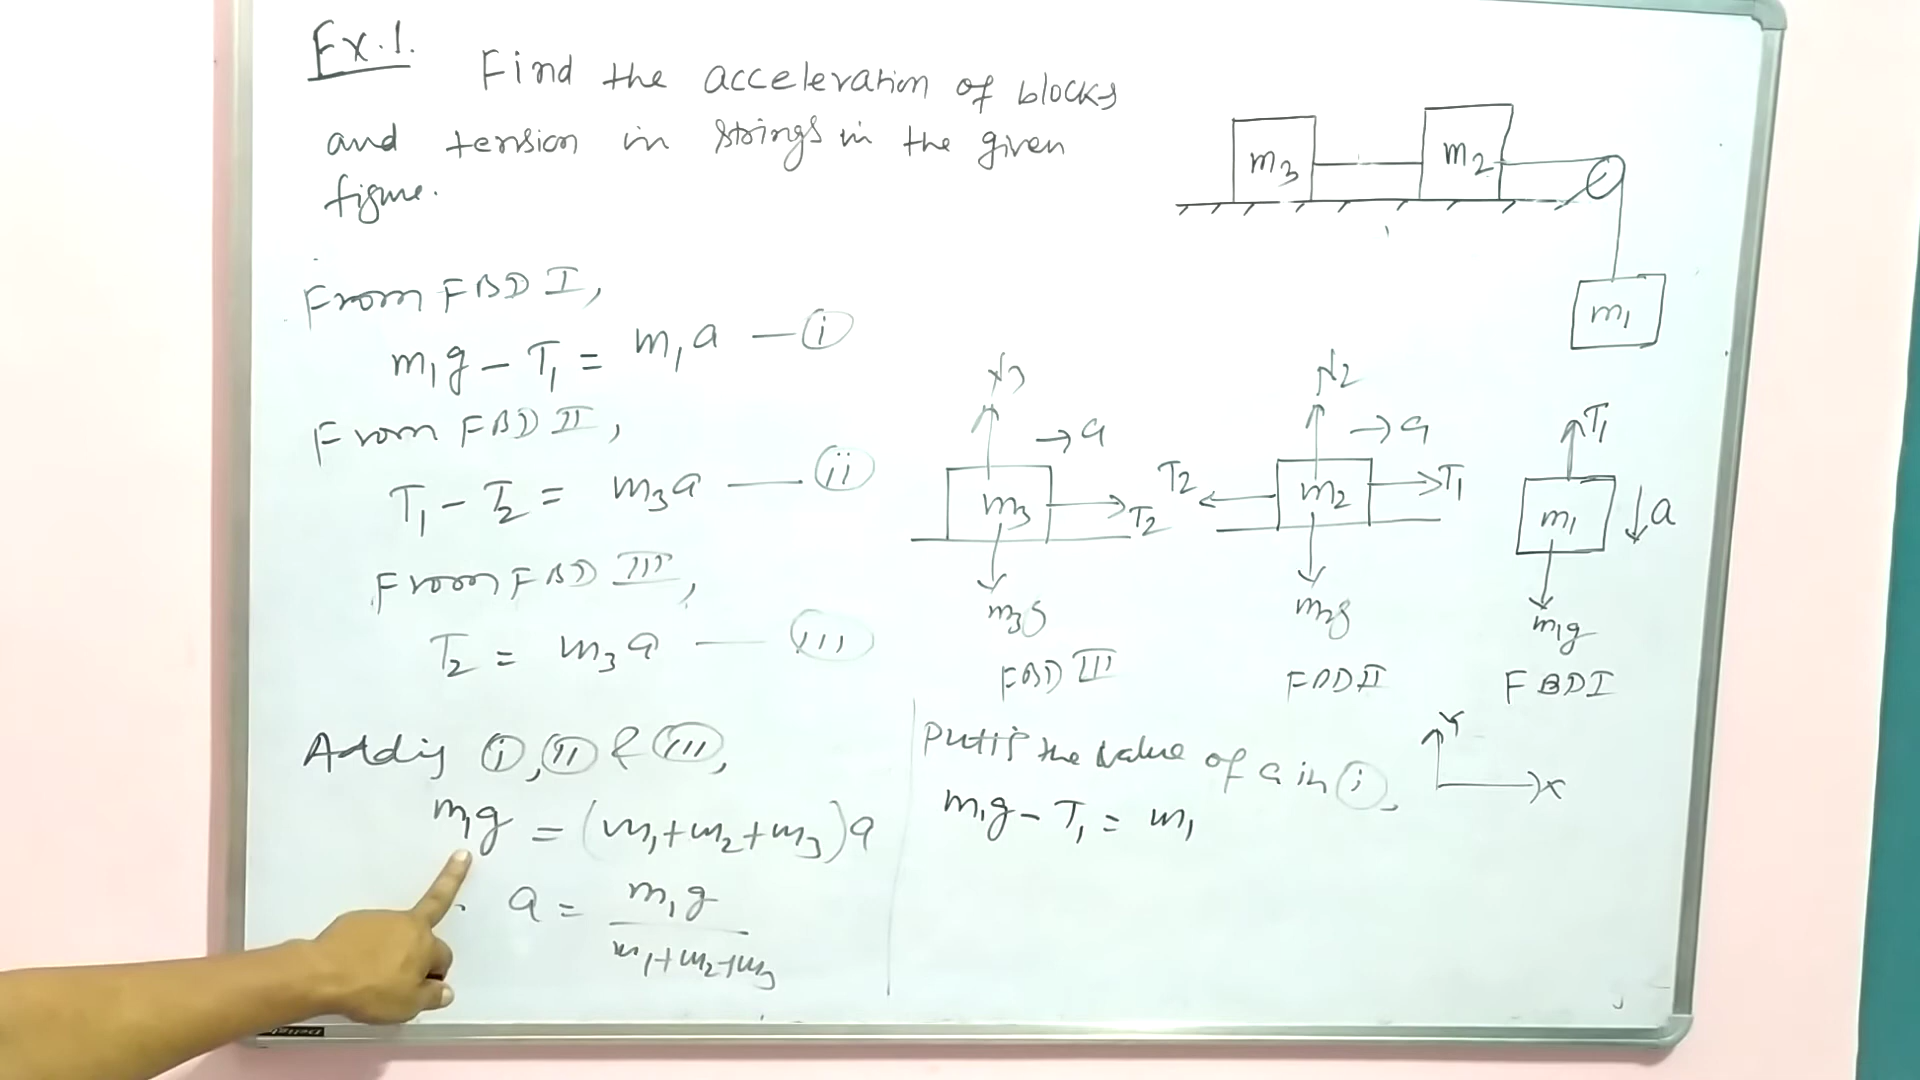 Ex.1. Find the acceleration of blocks
and tension in strings in the given
figure.
m3
m2
m1
From FBD I,
m1g - T1 = m1a — (i)
From FBD II,
T1 - T2 = m3a — (ii)
From FBD III,
T2 = m3a — (iii)
N3
→a
m3
T2
m3g
FBD III
N2
→a
T2
m2
T1
m2g
FBD II
T1
m1
a
m1g
FBD I
Adding (i), (ii) & (iii),
m1g = (m1+m2+m3)a
a = m1g
m1+m2+m3
Y
X
Putting the value of a in (i),
m1g - T1 = m1